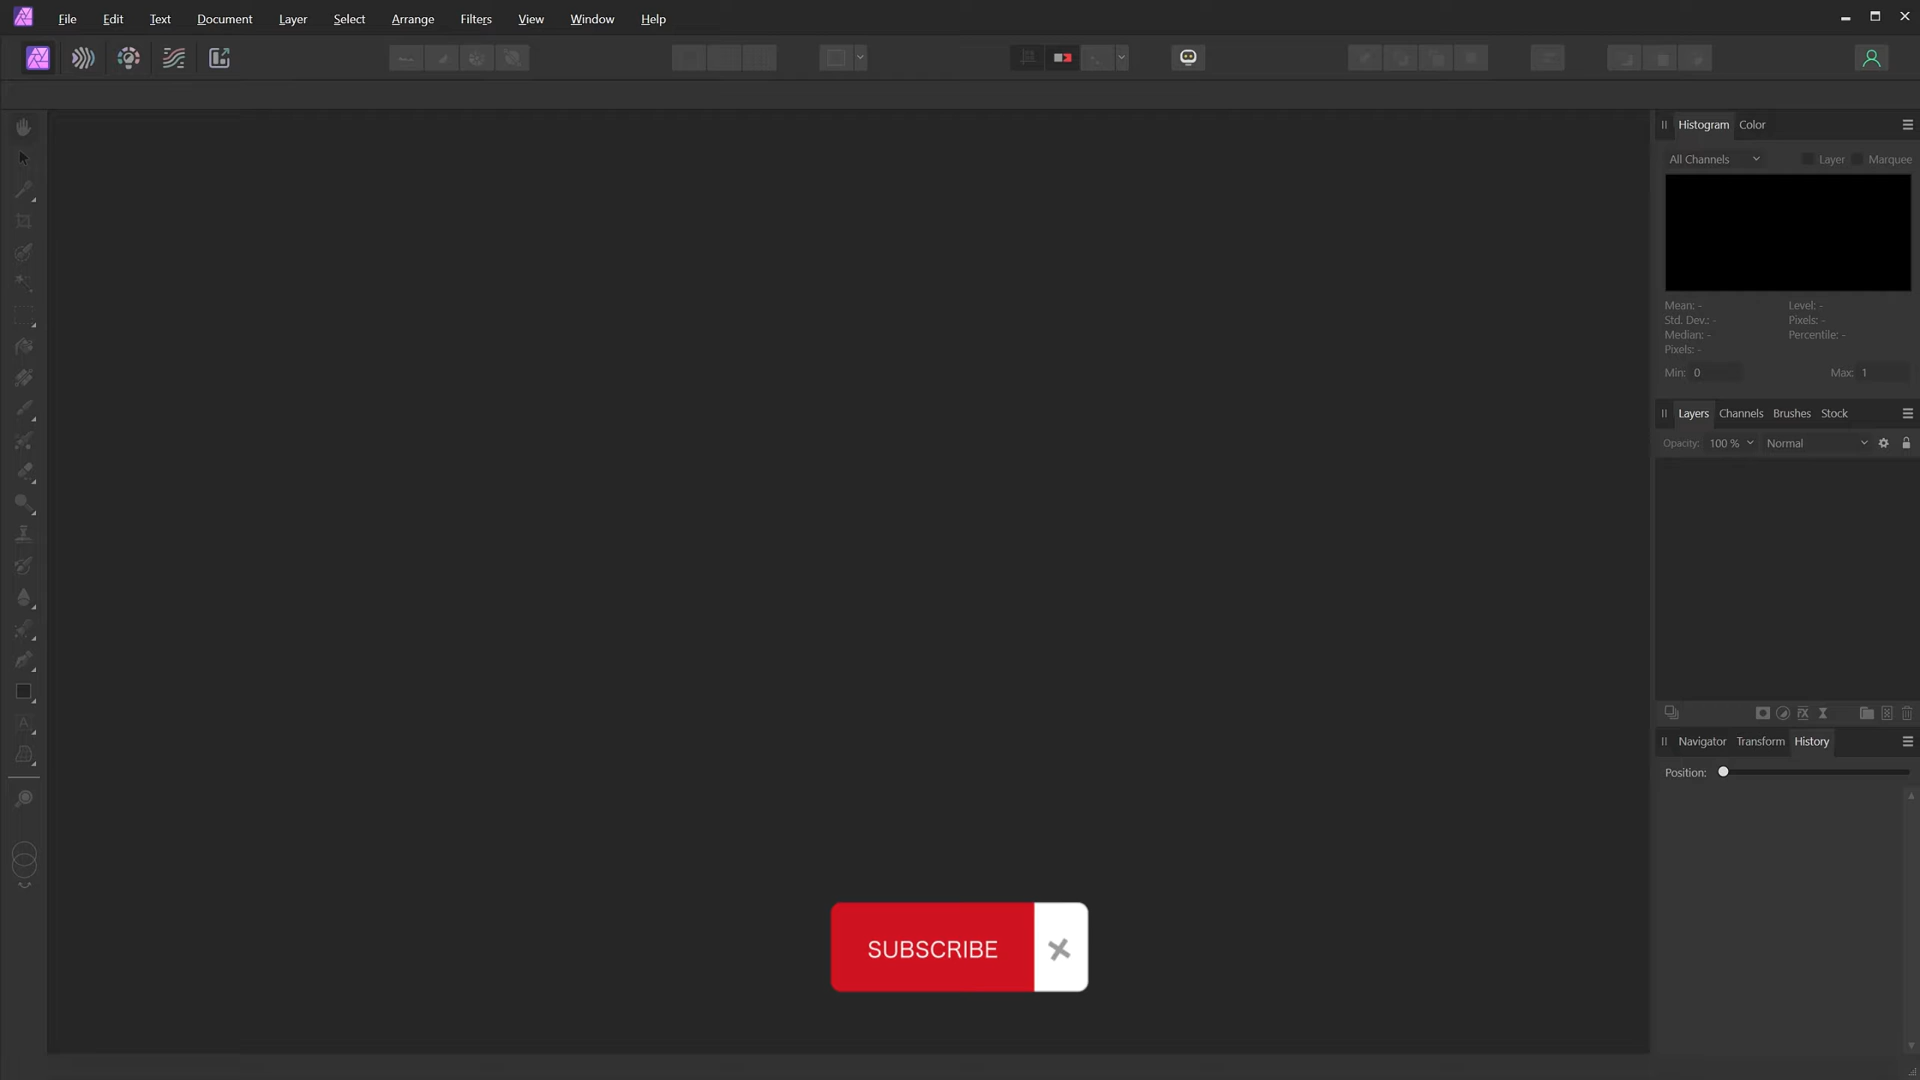 File Edit Text Document Layer Select Arrange Filters View Window Help
Histogram Color
All Channels Layer Marquee
Mean: - Level: -
Std. Dev.: - Pixels: -
Median: - Percentile: -
Pixels: -
Min: 0 Max: 1
Layers Channels Brushes Stock
Opacity: 100 % Normal
Navigator Transform History
Position:
SUBSCRIBE